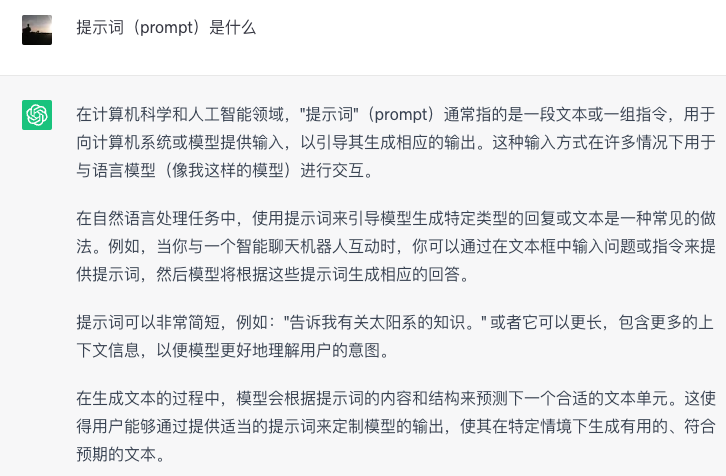 提示词（prompt）是什么
在计算机科学和人工智能领域，"提示词"（prompt）通常指的是一段文本或一组指令，用于
向计算机系统或模型提供输入，以引导其生成相应的输出。这种输入方式在许多情况下用于
与语言模型（像我这样的模型）进行交互。
在自然语言处理任务中，使用提示词来引导模型生成特定类型的回复或文本是一种常见的做
法。例如，当你与一个智能聊天机器人互动时，你可以通过在文本框中输入问题或指令来提
供提示词，然后模型将根据这些提示词生成相应的回答。
提示词可以非常简短，例如："告诉我有关太阳系的知识。" 或者它可以更长，包含更多的上
下文信息，以便模型更好地理解用户的意图。
在生成文本的过程中，模型会根据提示词的内容和结构来预测下一个合适的文本单元。这使
得用户能够通过提供适当的提示词来定制模型的输出，使其在特定情境下生成有用的、符合
预期的文本。